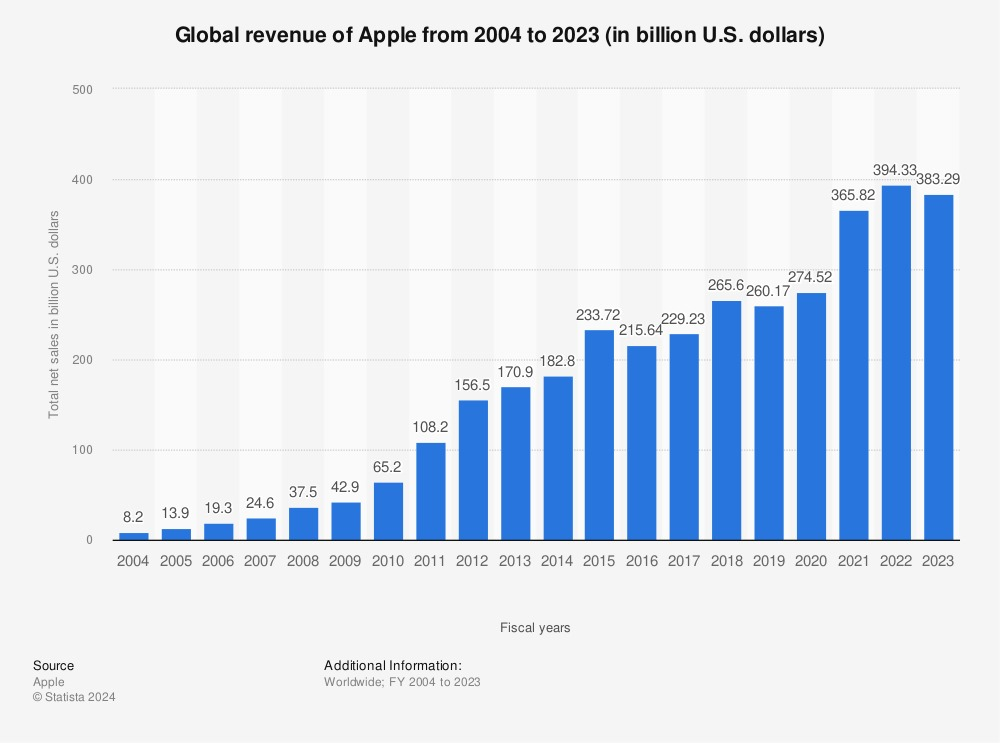 Global revenue of Apple from 2004 to 2023 (in billion U.S. dollars)
Total net sales in billion U.S. dollars
500
400
300
200
100
0
8.2
13.9
19.3
24.6
37.5
42.9
65.2
108.2
156.5
170.9
182.8
233.72
215.64
229.23
265.6
260.17
274.52
365.82
394.33
383.29
2004 2005 2006 2007 2008 2009 2010 2011 2012 2013 2014 2015 2016 2017 2018 2019 2020 2021 2022 2023
Fiscal years
Source
Apple
© Statista 2024
Additional Information:
Worldwide; FY 2004 to 2023